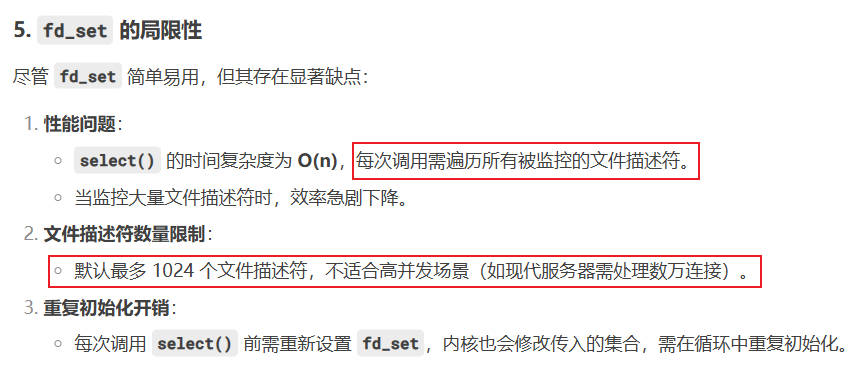 5. fd_set 的局限性
尽管 fd_set 简单易用，但其存在显著缺点：
1. 性能问题：
select() 的时间复杂度为 O(n)，每次调用需遍历所有被监控的文件描述符。
当监控大量文件描述符时，效率急剧下降。
2. 文件描述符数量限制：
默认最多 1024 个文件描述符，不适合高并发场景（如现代服务器需处理数万连接）。
3. 重复初始化开销：
每次调用 select() 前需重新设置 fd_set，内核也会修改传入的集合，需在循环中重复初始化。